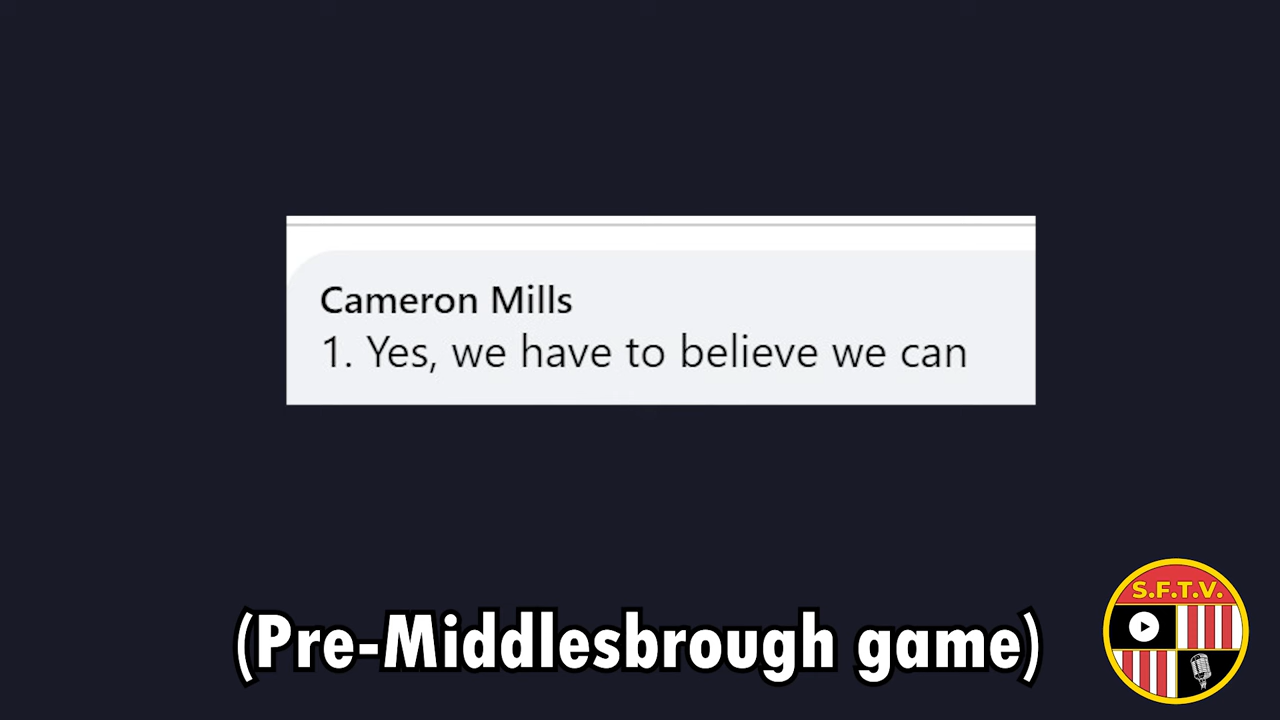 Cameron Mills
1. Yes, we have to believe we can
(Pre-Middlesbrough game)
S.F.T.V.